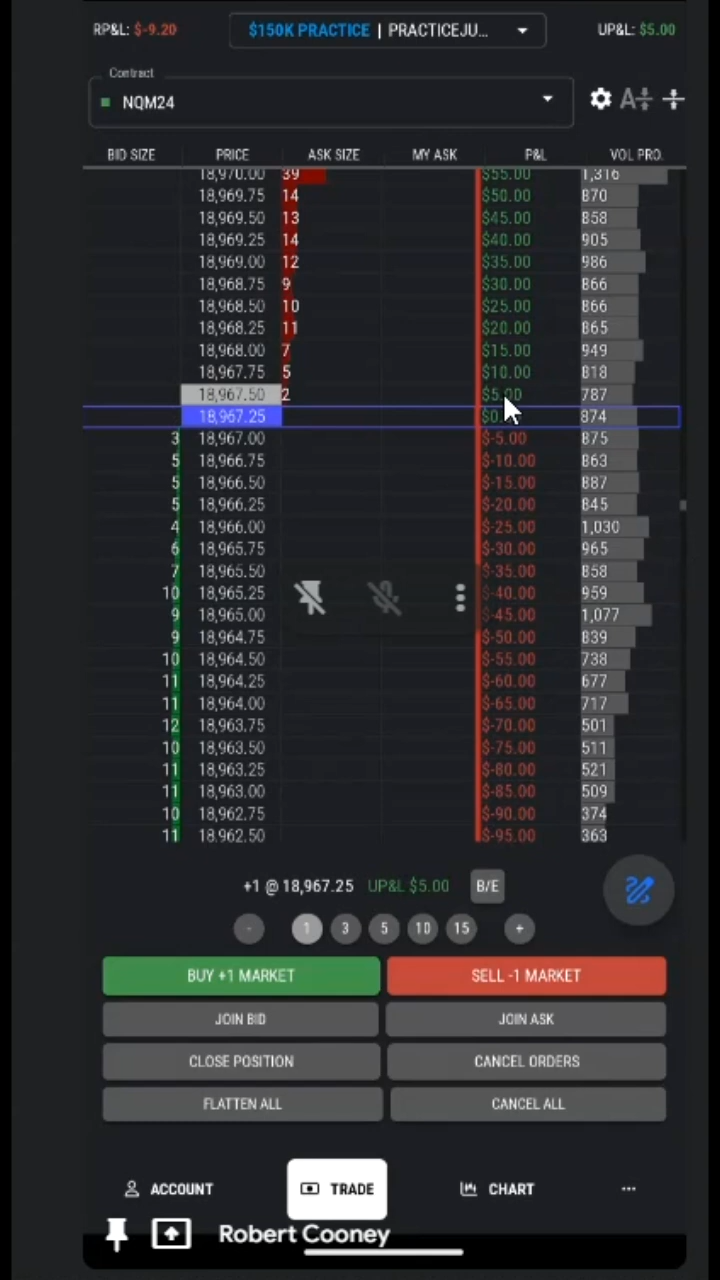 RP&L: $-9.20 $150K PRACTICE | PRACTICEJU... UP&L: $5.00
Contract
NQM24
BID SIZE PRICE ASK SIZE MY ASK P&L VOL PRO.
18,970.00 39 $55.00 1,316
18,969.75 14 $50.00 870
18,969.50 13 $45.00 858
18,969.25 14 $40.00 905
18,969.00 12 $35.00 986
18,968.75 9 $30.00 866
18,968.50 10 $25.00 866
18,968.25 11 $20.00 865
18,968.00 7 $15.00 949
18,967.75 5 $10.00 818
18,967.50 2 $5.00 787
18,967.25 $0. 874
3 18,967.00 $-5.00 875
5 18,966.75 $-10.00 863
5 18,966.50 $-15.00 887
5 18,966.25 $-20.00 845
4 18,966.00 $-25.00 1,030
6 18,965.75 $-30.00 965
7 18,965.50 $-35.00 858
10 18,965.25 $-40.00 959
9 18,965.00 $-45.00 1,077
9 18,964.75 $-50.00 839
10 18,964.50 $-55.00 738
11 18,964.25 $-60.00 677
11 18,964.00 $-65.00 717
12 18,963.75 $-70.00 501
10 18,963.50 $-75.00 511
11 18,963.25 $-80.00 521
11 18,963.00 $-85.00 509
10 18,962.75 $-90.00 374
11 18,962.50 $-95.00 363
+1 @ 18,967.25 UP&L $5.00 B/E
- 1 3 5 10 15 +
BUY +1 MARKET SELL -1 MARKET
JOIN BID JOIN ASK
CLOSE POSITION CANCEL ORDERS
FLATTEN ALL CANCEL ALL
ACCOUNT TRADE CHART ...
Robert Cooney